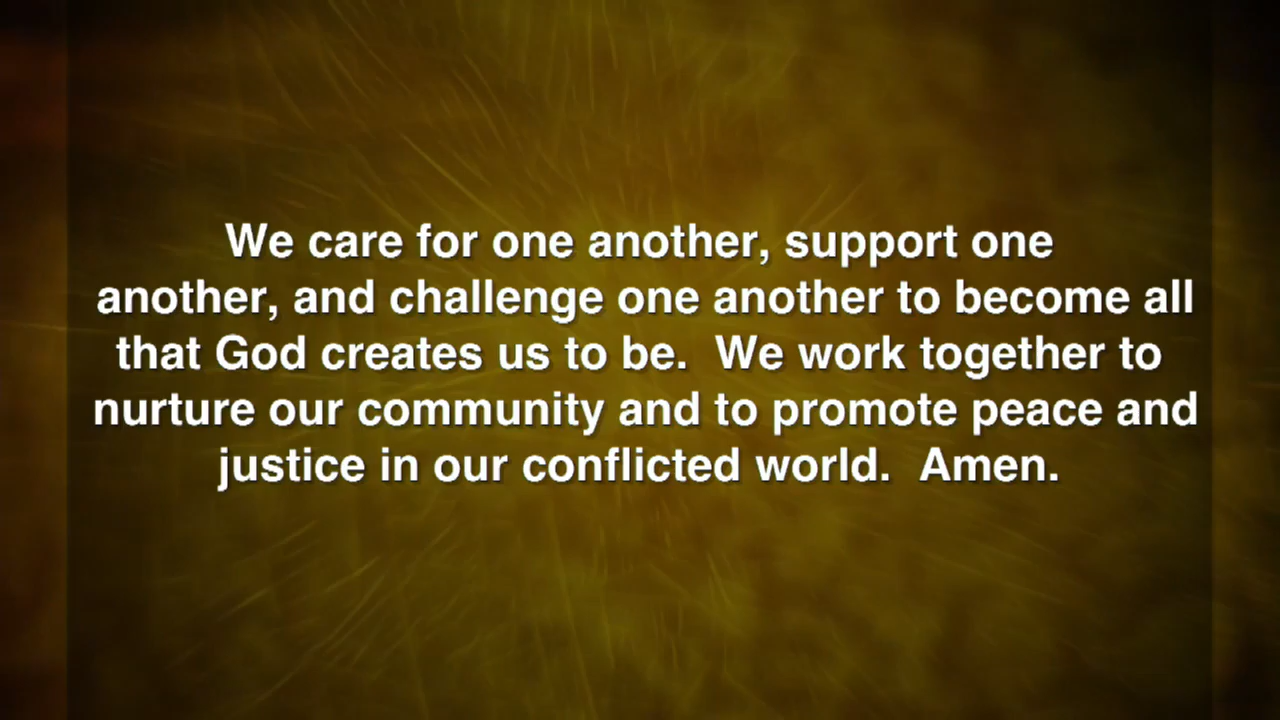 We care for one another, support one
another, and challenge one another to become all
that God creates us to be.  We work together to
nurture our community and to promote peace and
justice in our conflicted world.  Amen.